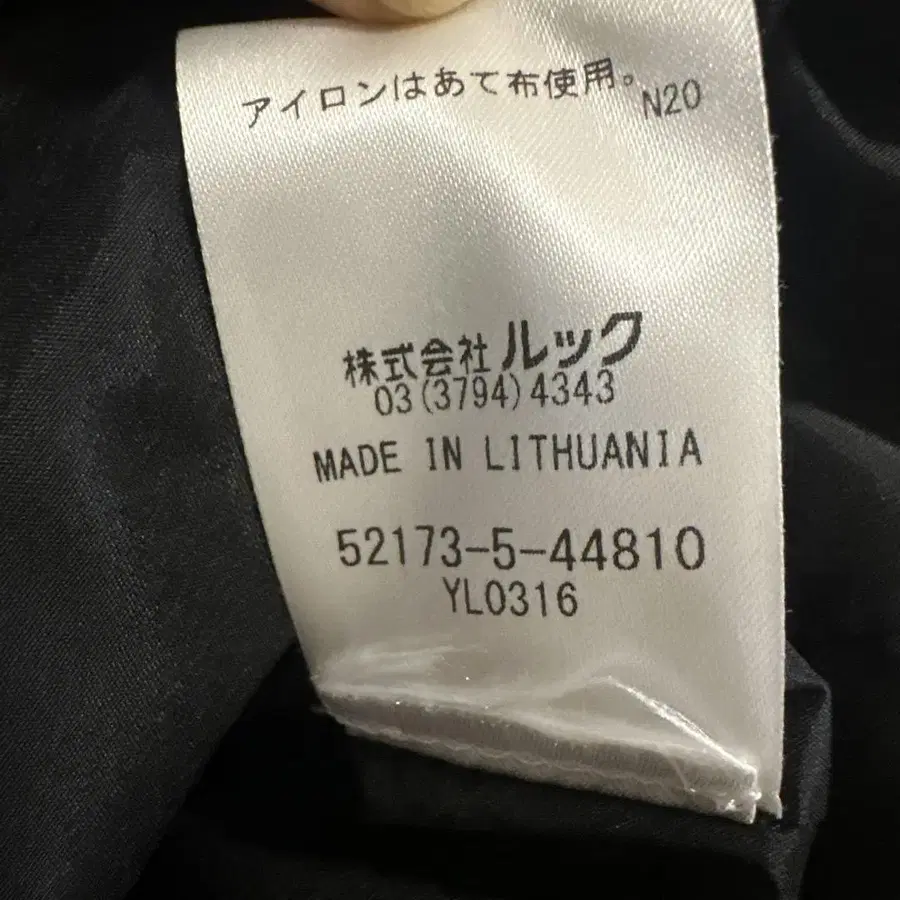 アイロンはあて布使用。
N20
株式会社ルック
03(3794)4343
MADE IN LITHUANIA
52173-5-44810
YL0316